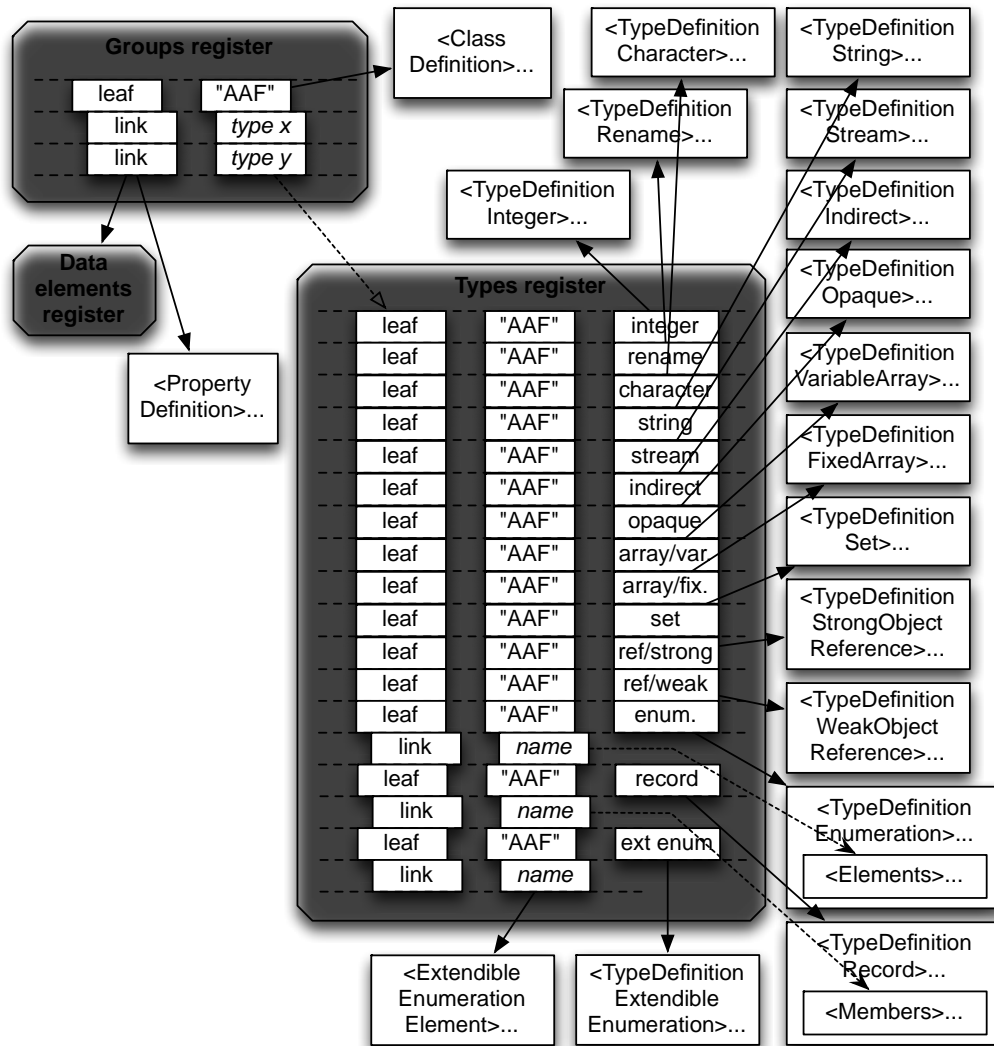 Groups register
leaf "AAF"
link type x
link type y
<Class
Definition>...
<TypeDefinition
Character>...
<TypeDefinition
String>...
<TypeDefinition
Rename>...
<TypeDefinition
Stream>...
<TypeDefinition
Integer>...
<TypeDefinition
Indirect>...
Data
elements
register
<Property
Definition>...
<TypeDefinition
Opaque>...
<TypeDefinition
VariableArray>...
<TypeDefinition
FixedArray>...
<TypeDefinition
Set>...
<TypeDefinition
StrongObject
Reference>...
<TypeDefinition
WeakObject
Reference>...
Types register
leaf "AAF" integer
leaf "AAF" rename
leaf "AAF" character
leaf "AAF" string
leaf "AAF" stream
leaf "AAF" indirect
leaf "AAF" opaque
leaf "AAF" array/var.
leaf "AAF" array/fix.
leaf "AAF" set
leaf "AAF" ref/strong
leaf "AAF" ref/weak
leaf "AAF" enum.
link name
leaf "AAF" record
link name
leaf "AAF" ext enum
link name
<TypeDefinition
Enumeration>...
<Elements>...
<TypeDefinition
Record>...
<Members>...
<Extendible
Enumeration
Element>...
<TypeDefinition
Extendible
Enumeration>...